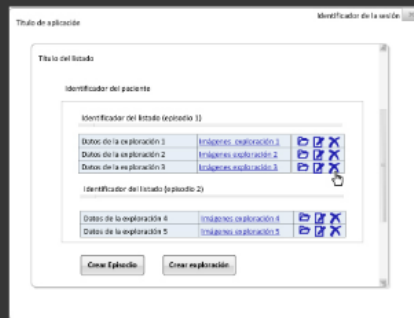 Identificador de la sesión
Título de aplicación
Título del listado
Identificador del paciente
Identificador del listado (episodio 1)
Datos de la exploración 1 Imágenes exploración 1
Datos de la exploración 2 Imágenes exploración 2
Datos de la exploración 3 Imágenes exploración 3
Identificador del listado (episodio 2)
Datos de la exploración 4 Imágenes exploración 4
Datos de la exploración 5 Imágenes exploración 5
Crear Episodio Crear exploración